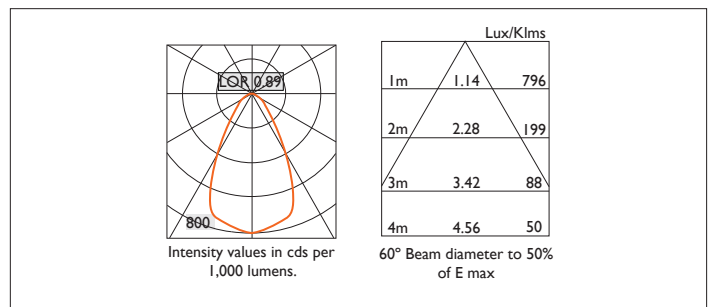 LOR 0.89
800
Intensity values in cds per
1,000 lumens.
Lux/Klms
1m 1.14 796
2m 2.28 199
3m 3.42 88
4m 4.56 50
60º Beam diameter to 50%
of E max